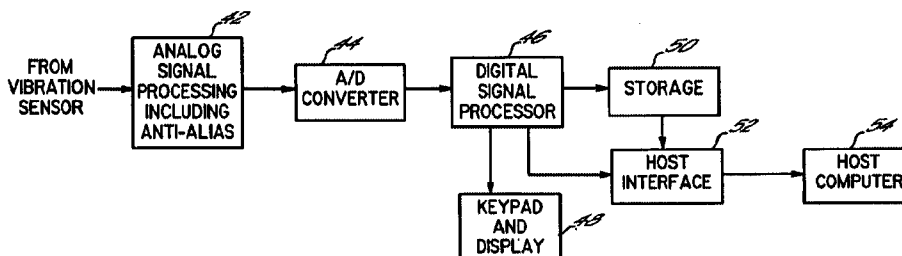 42
44
46
50
FROM
VIBRATION
SENSOR
ANALOG
SIGNAL
PROCESSING
INCLUDING
ANTI-ALIAS
A/D
CONVERTER
DIGITAL
SIGNAL
PROCESSOR
STORAGE
52
54
HOST
INTERFACE
HOST
COMPUTER
KEYPAD
AND
DISPLAY
48